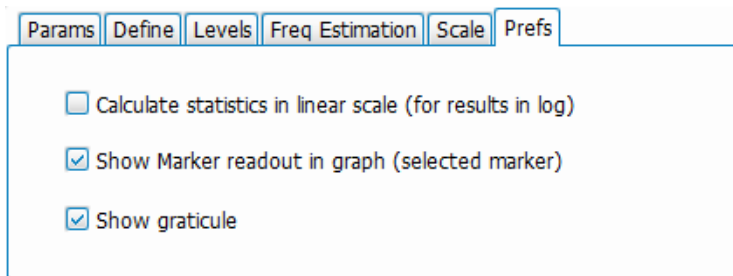 Params Define Levels Freq Estimation Scale Prefs
Calculate statistics in linear scale (for results in log)
Show Marker readout in graph (selected marker)
Show graticule